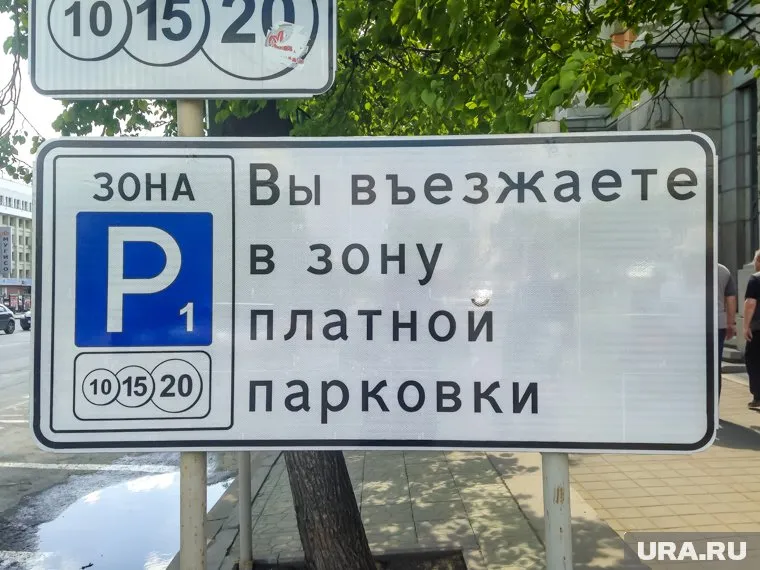 10 15 20
ЗОНА
P
1
10 15 20
Вы въезжаете
в зону
платной
парковки
URA.RU